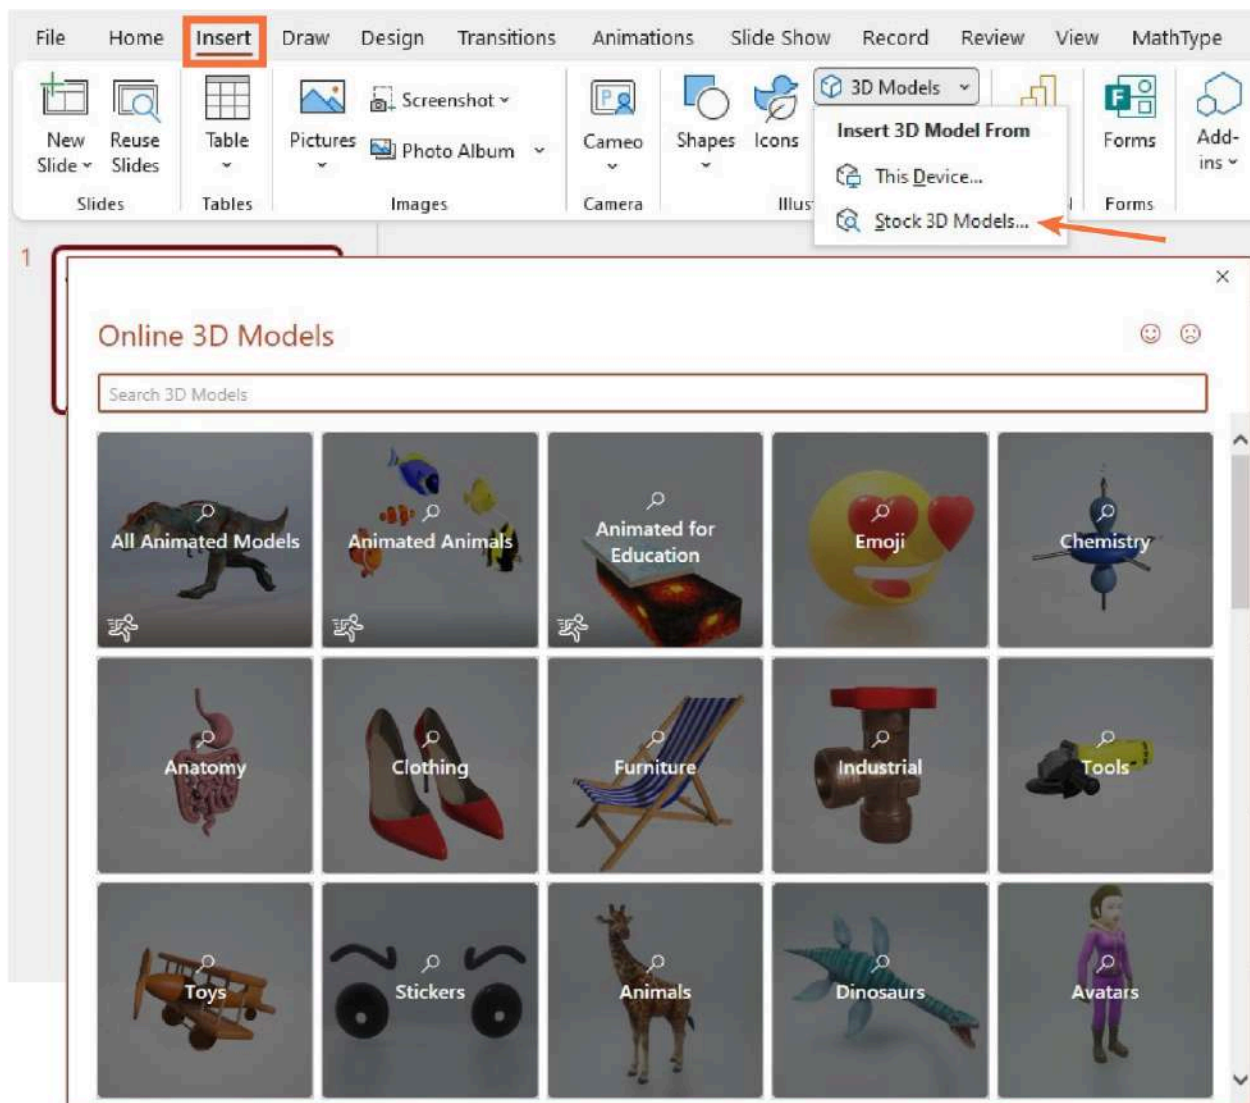 File Home Insert Draw Design Transitions Animations Slide Show Record Review View MathType
New Slide
Reuse Slides
Table
Pictures
Screenshot
Photo Album
Cameo
Shapes
Icons
3D Models
Forms
Add-ins
Insert 3D Model From
This Device...
Stock 3D Models...
Slides Tables Images Camera Illus Forms
1
Online 3D Models
Search 3D Models
All Animated Models
Animated Animals
Animated for
Education
Emoji
Chemistry
Anatomy
Clothing
Furniture
Industrial
Tools
Toys
Stickers
Animals
Dinosaurs
Avatars